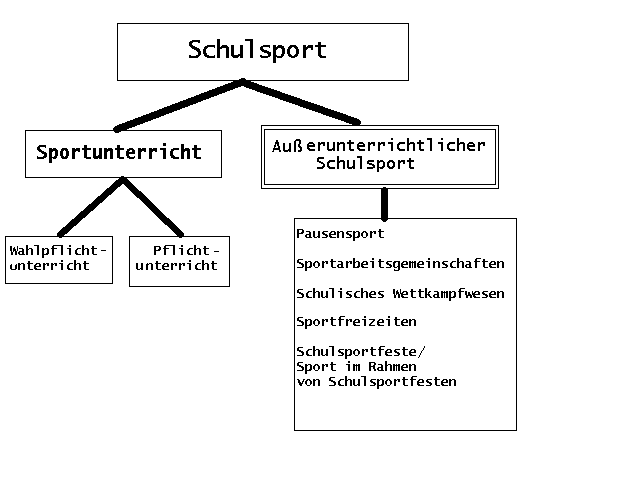 Schulsport
Sportunterricht
Außerunterrichtlicher
Schulsport
Wahlpflicht-
unterricht
Pflicht-
unterricht
Pausensport
Sportarbeitsgemeinschaften
Schulisches Wettkampfwesen
Sportfreizeiten
Schulsportfeste/
Sport im Rahmen
von Schulsportfesten